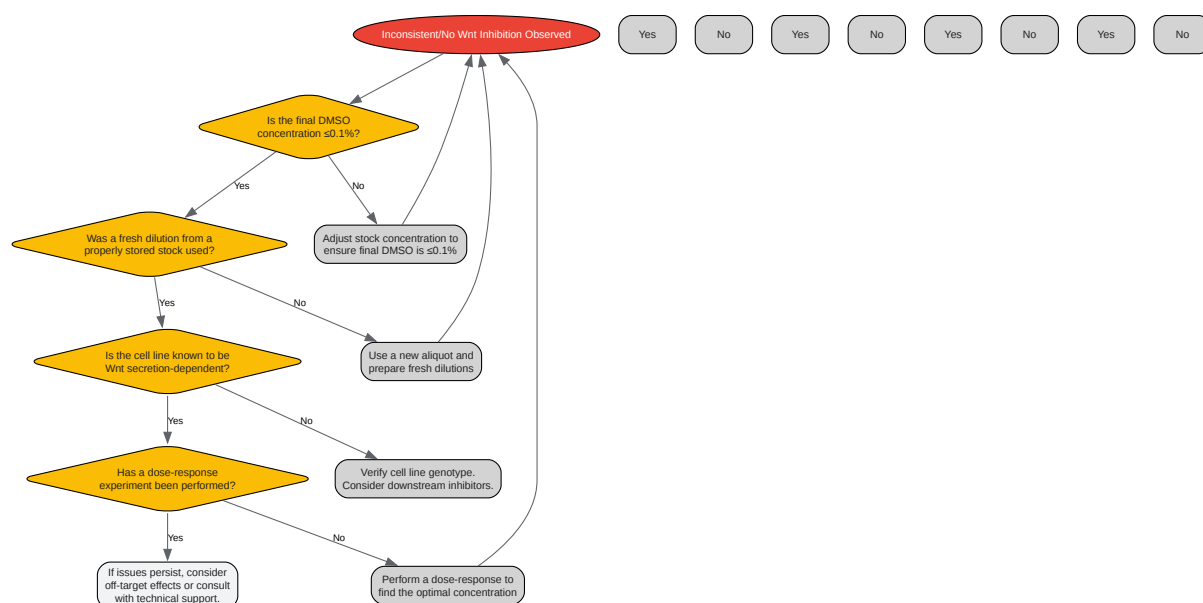 Inconsistent/No Wnt Inhibition Observed
Yes
No
Yes
No
Yes
No
Yes
No
Is the final DMSO
concentration ≤0.1%?
Yes
No
Was a fresh dilution from a
properly stored stock used?
Adjust stock concentration to
ensure final DMSO is ≤0.1%
Yes
No
Is the cell line known to be
Wnt secretion-dependent?
Use a new aliquot and
prepare fresh dilutions
Yes
No
Has a dose-response
experiment been performed?
Verify cell line genotype.
Consider downstream inhibitors.
Yes
No
If issues persist, consider
off-target effects or consult
with technical support.
Perform a dose-response to
find the optimal concentration